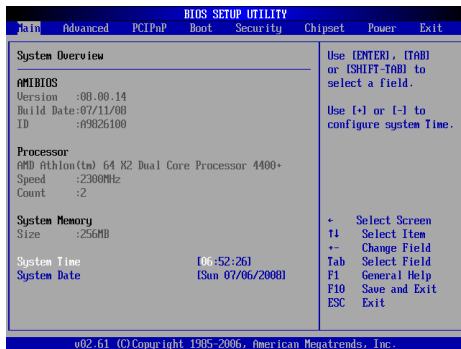 BIOS SETUP UTILITY
Main Advanced PCIPnP Boot Security Chipset Power Exit
System Overview
AMIBIOS
Version :08.00.14
Build Date:07/11/08
ID :A9826100
Processor
AMD Athlon(tm) 64 X2 Dual Core Processor 4400+
Speed :2300MHz
Count :2
System Memory
Size :256MB
System Time [06:52:26]
System Date [Sun 07/06/2008]
Use [ENTER], [TAB]
or [SHIFT-TAB] to
select a field.
Use [+] or [-] to
configure system Time.
← Select Screen
↑↓ Select Item
+- Change Field
Tab Select Field
F1 General Help
F10 Save and Exit
ESC Exit
v02.61 (C)Copyright 1985-2006, American Megatrends, Inc.